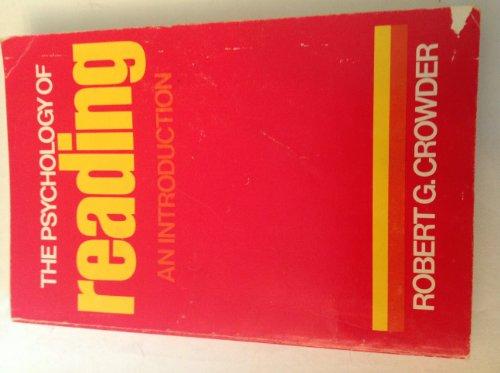 THE PSYCHOLOGY OF
reading
AN INTRODUCTION
ROBERT G. CROWDER